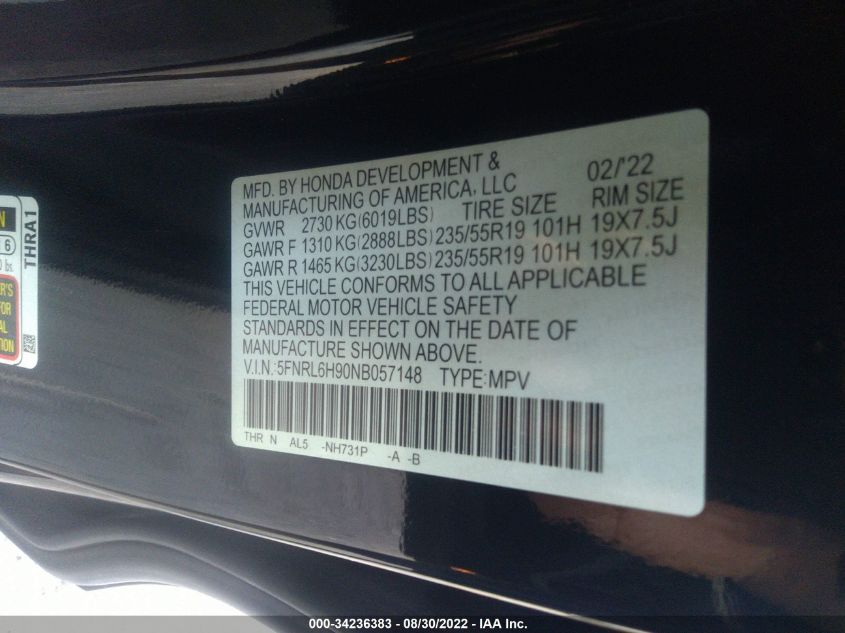 MFD. BY HONDA DEVELOPMENT & 02/'22
MANUFACTURING OF AMERICA, LLC
GVWR 2730 KG(6019LBS) TIRE SIZE RIM SIZE
GAWR F 1310 KG(2888LBS) 235/55R19 101H 19X7.5J
GAWR R 1465 KG(3230LBS) 235/55R19 101H 19X7.5J
THIS VEHICLE CONFORMS TO ALL APPLICABLE
FEDERAL MOTOR VEHICLE SAFETY
STANDARDS IN EFFECT ON THE DATE OF
MANUFACTURE SHOWN ABOVE.
V.I.N.:5FNRL6H90NB057148 TYPE:MPV
THR N AL5 -NH731P -A -B
THRA1
000-34236383 - 08/30/2022 - IAA Inc.